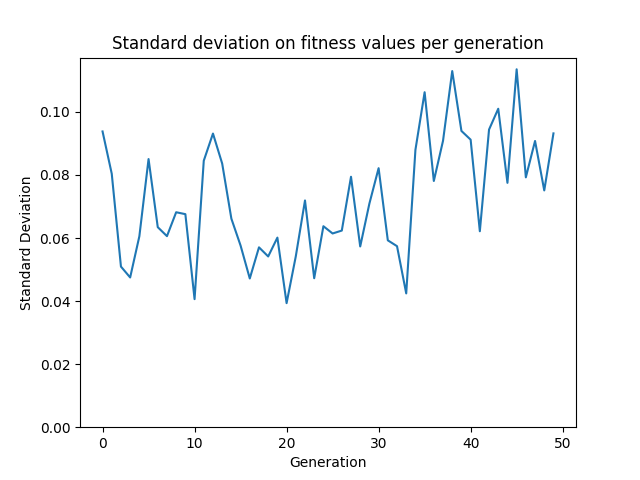 Standard deviation on fitness values per generation
0.10
0.08
0.06
0.04
0.02
0.00
Standard Deviation
0 10 20 30 40 50
Generation